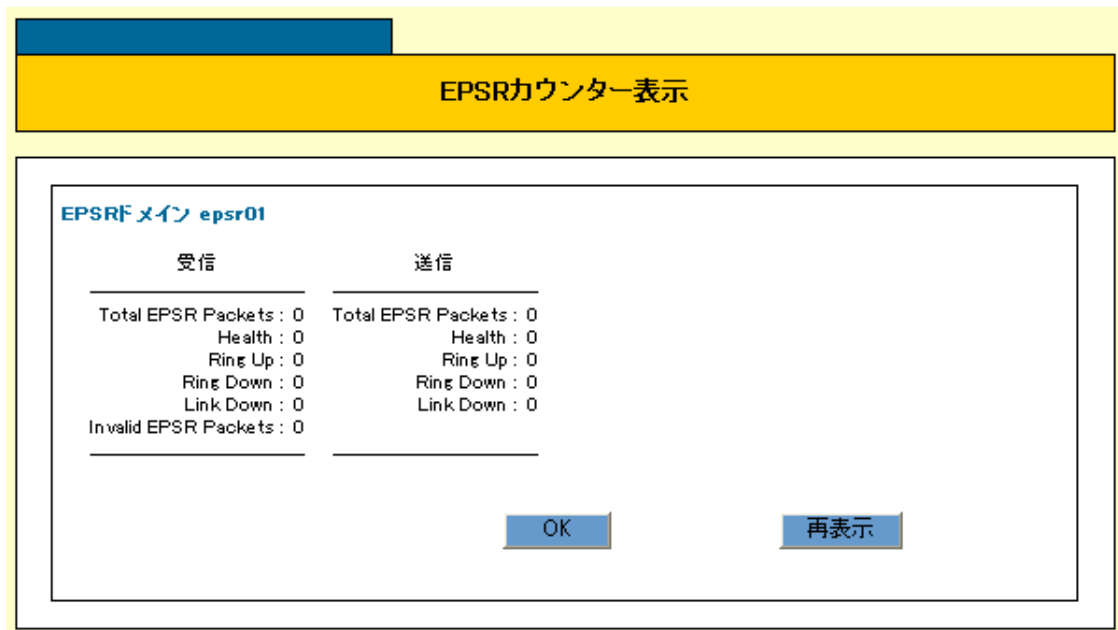 EPSRカウンター表示
EPSRドメイン epsr01
受信 送信
Total EPSR Packets : 0 Total EPSR Packets : 0
Health : 0 Health : 0
Ring Up : 0 Ring Up : 0
Ring Down : 0 Ring Down : 0
Link Down : 0 Link Down : 0
Invalid EPSR Packets : 0
OK 再表示